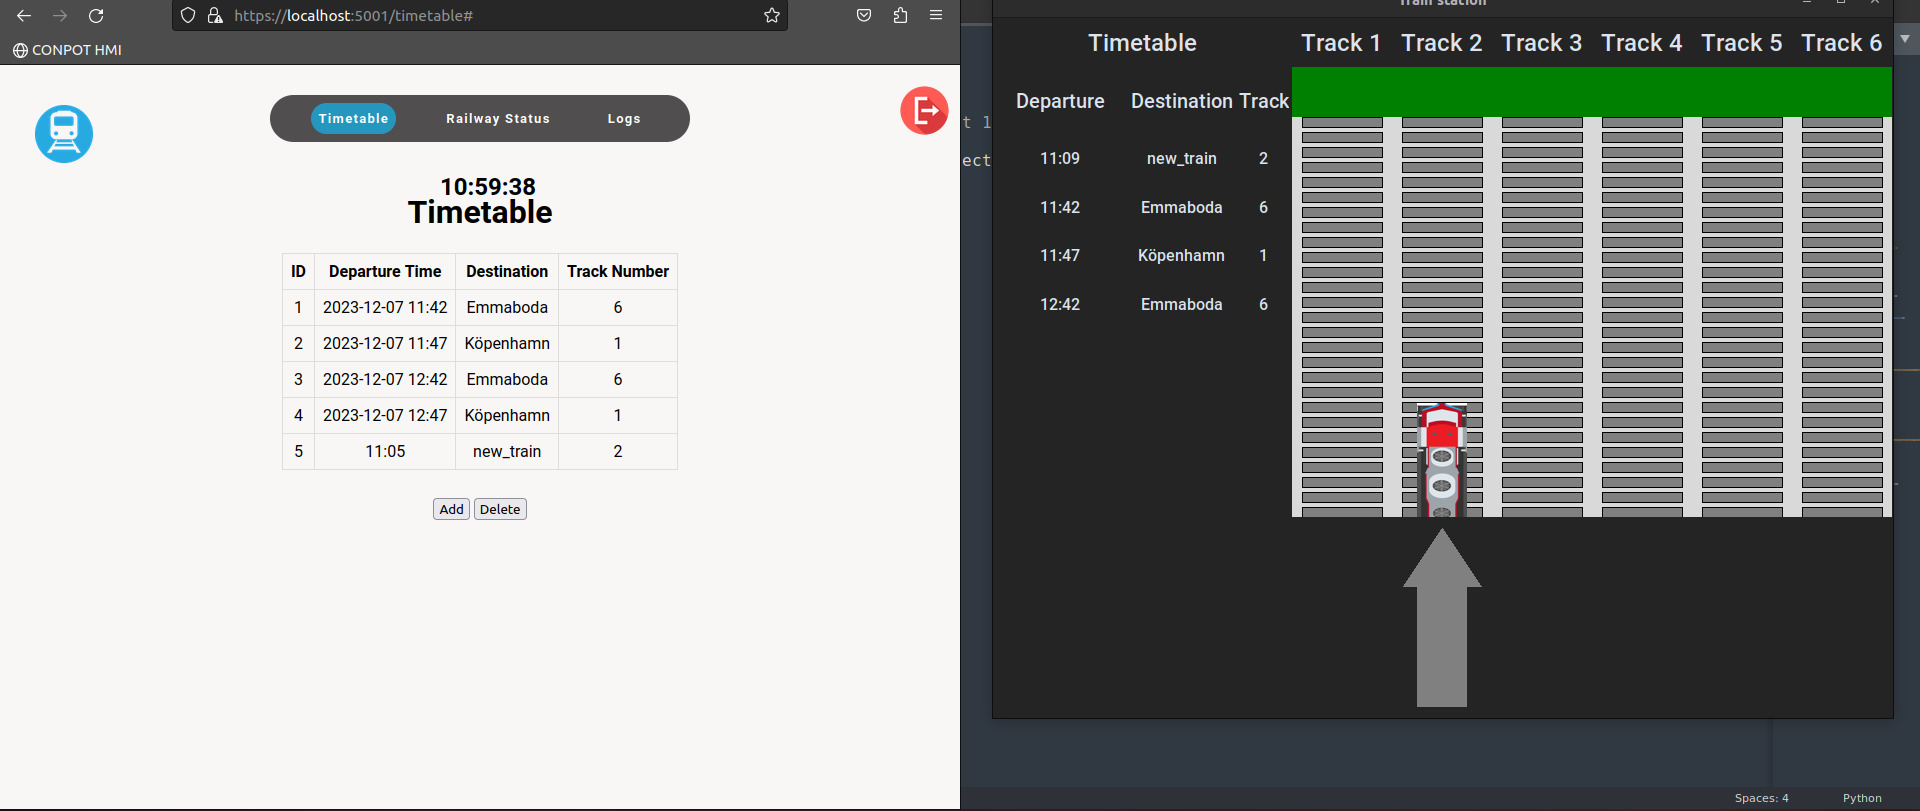 https://localhost:5001/timetable#
CONPOT HMI
Timetable Railway Status Logs
10:59:38
Timetable
ID Departure Time Destination Track Number
1 2023-12-07 11:42 Emmaboda 6
2 2023-12-07 11:47 Köpenhamn 1
3 2023-12-07 12:42 Emmaboda 6
4 2023-12-07 12:47 Köpenhamn 1
5 11:05 new_train 2
Add Delete
t 1
ect
Train station
Timetable Track 1 Track 2 Track 3 Track 4 Track 5 Track 6
Departure Destination Track
11:09 new_train 2
11:42 Emmaboda 6
11:47 Köpenhamn 1
12:42 Emmaboda 6
Spaces: 4 Python